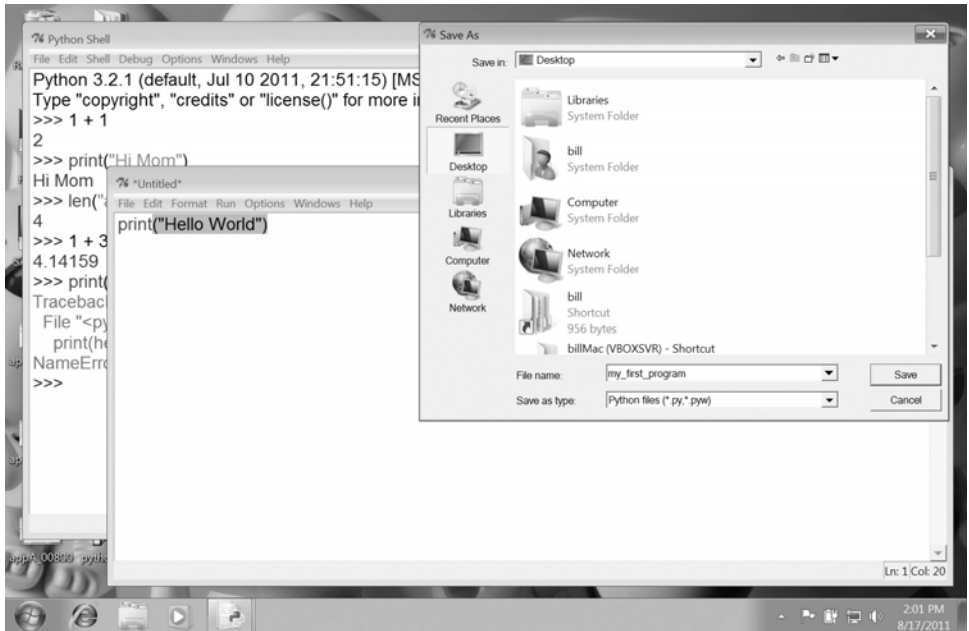 Python Shell
File Edit Shell Debug Options Windows Help
Python 3.2.1 (default, Jul 10 2011, 21:51:15) [MS
Type "copyright", "credits" or "license()" for more
>>> 1 + 1
2
>>> print("Hi Mom")
Hi Mom
>>> len("
4
>>> 1 + 3
4.14159
>>> print(
Tracebac
File "<py
print(he
NameErro
>>>
*Untitled*
File Edit Format Run Options Windows Help
print("Hello World")
Ln: 1 Col: 20
Save As
Save in: Desktop
Recent Places
Desktop
Libraries
Computer
Network
Libraries
System Folder
bill
System Folder
Computer
System Folder
Network
System Folder
bill
Shortcut
956 bytes
billMac (VBOXSVR) - Shortcut
File name: my_first_program Save
Save as type: Python files (*.py,*.pyw) Cancel
appA_00800 pytho
2:01 PM
8/17/2011